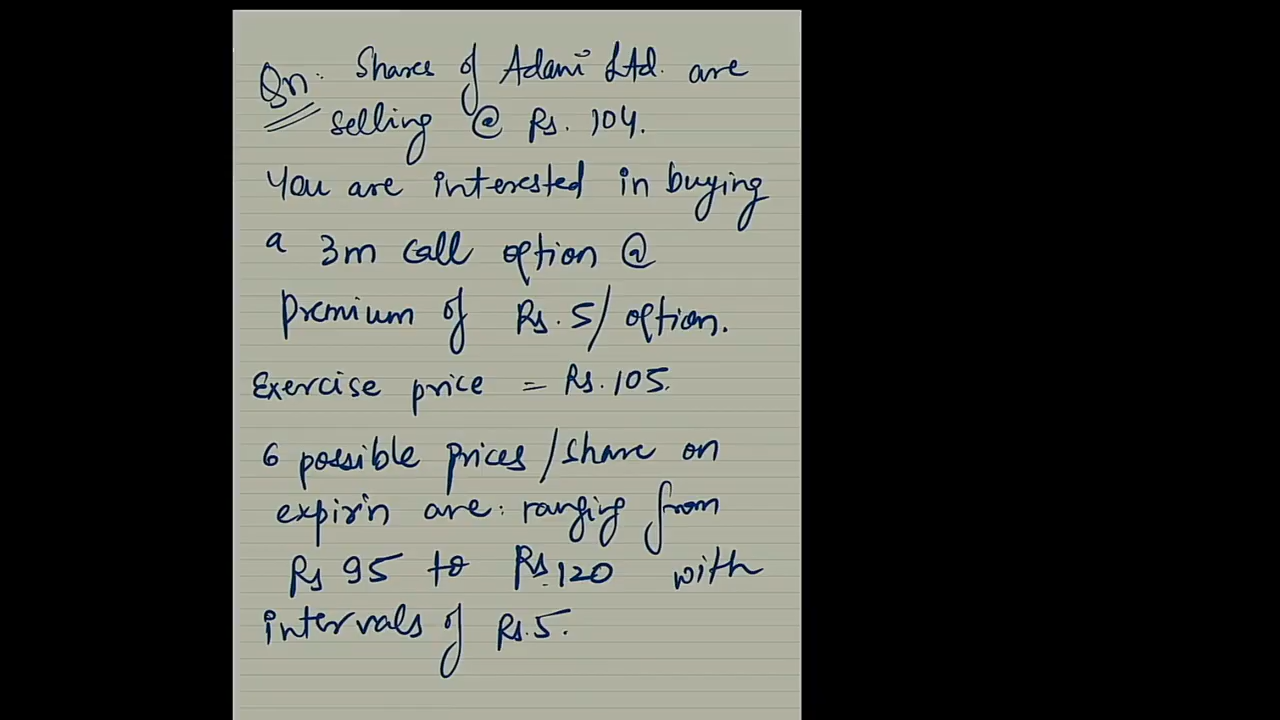 Qn: Shares of Adani Ltd. are
selling @ Rs. 104.
You are interested in buying
a 3m call option @
premium of Rs. 5/option.
Exercise price = Rs. 105.
6 possible prices/share on
expir'n are: ranging from
Rs 95 to Rs. 120 with
intervals of Rs. 5.